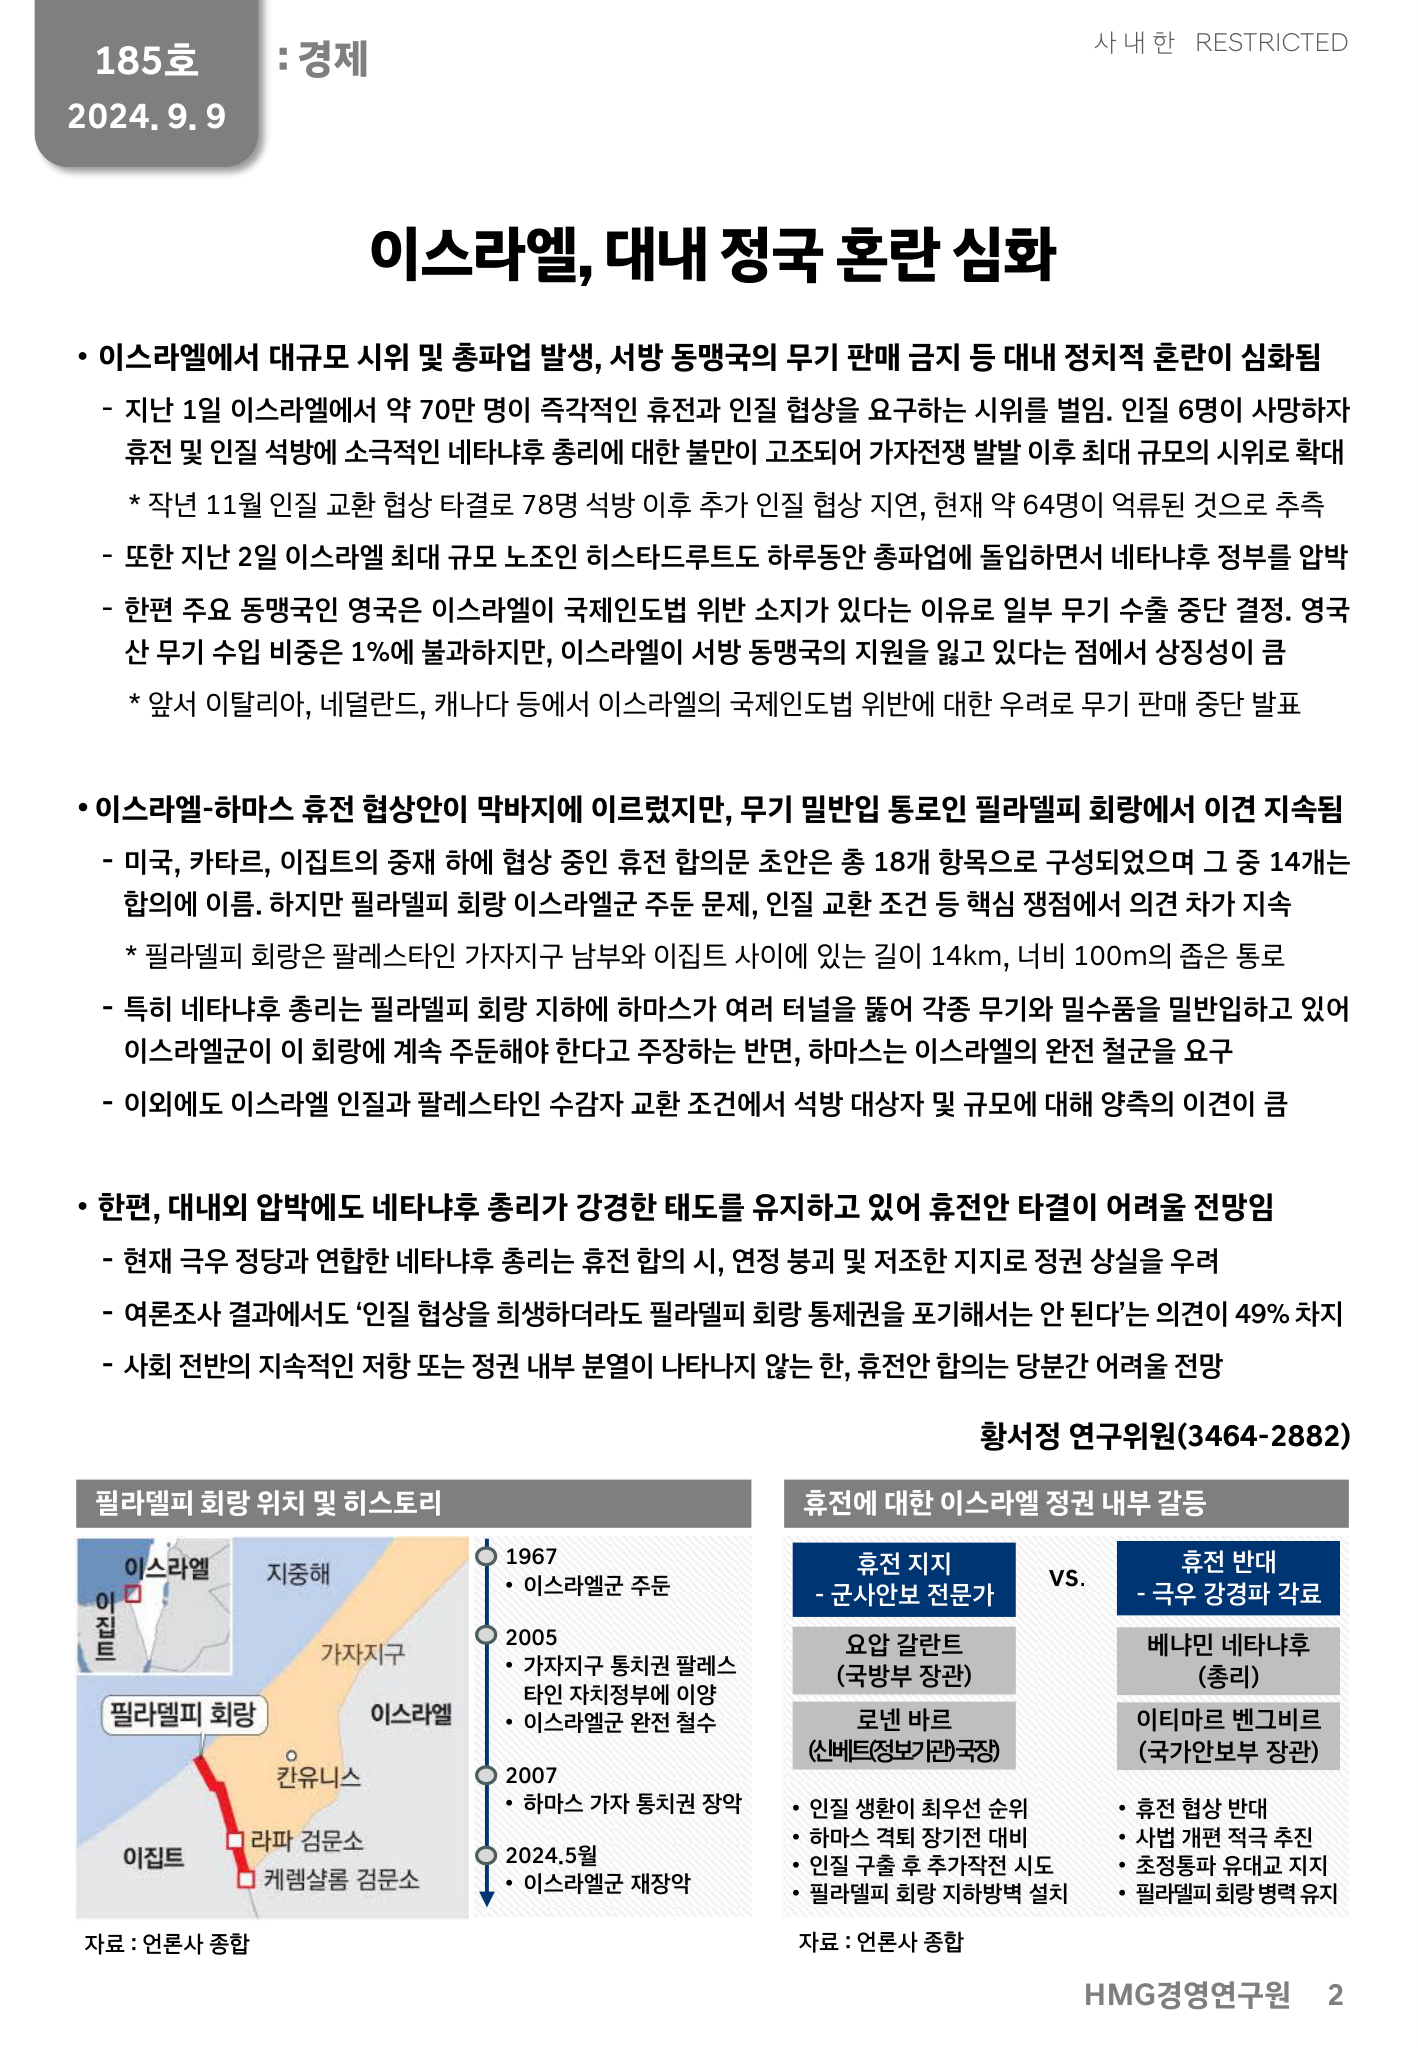 185호
2024. 9. 9
: 경제
사 내 한 RESTRICTED
이스라엘, 대내 정국 혼란 심화
• 이스라엘에서 대규모 시위 및 총파업 발생, 서방 동맹국의 무기 판매 금지 등 대내 정치적 혼란이 심화됨
- 지난 1일 이스라엘에서 약 70만 명이 즉각적인 휴전과 인질 협상을 요구하는 시위를 벌임. 인질 6명이 사망하자
휴전 및 인질 석방에 소극적인 네타냐후 총리에 대한 불만이 고조되어 가자전쟁 발발 이후 최대 규모의 시위로 확대
* 작년 11월 인질 교환 협상 타결로 78명 석방 이후 추가 인질 협상 지연, 현재 약 64명이 억류된 것으로 추측
- 또한 지난 2일 이스라엘 최대 규모 노조인 히스타드루트도 하루동안 총파업에 돌입하면서 네타냐후 정부를 압박
- 한편 주요 동맹국인 영국은 이스라엘이 국제인도법 위반 소지가 있다는 이유로 일부 무기 수출 중단 결정. 영국
산 무기 수입 비중은 1%에 불과하지만, 이스라엘이 서방 동맹국의 지원을 잃고 있다는 점에서 상징성이 큼
* 앞서 이탈리아, 네덜란드, 캐나다 등에서 이스라엘의 국제인도법 위반에 대한 우려로 무기 판매 중단 발표
• 이스라엘-하마스 휴전 협상안이 막바지에 이르렀지만, 무기 밀반입 통로인 필라델피 회랑에서 이견 지속됨
- 미국, 카타르, 이집트의 중재 하에 협상 중인 휴전 합의문 초안은 총 18개 항목으로 구성되었으며 그 중 14개는
합의에 이름. 하지만 필라델피 회랑 이스라엘군 주둔 문제, 인질 교환 조건 등 핵심 쟁점에서 의견 차가 지속
* 필라델피 회랑은 팔레스타인 가자지구 남부와 이집트 사이에 있는 길이 14km, 너비 100m의 좁은 통로
- 특히 네타냐후 총리는 필라델피 회랑 지하에 하마스가 여러 터널을 뚫어 각종 무기와 밀수품을 밀반입하고 있어
이스라엘군이 이 회랑에 계속 주둔해야 한다고 주장하는 반면, 하마스는 이스라엘의 완전 철군을 요구
- 이외에도 이스라엘 인질과 팔레스타인 수감자 교환 조건에서 석방 대상자 및 규모에 대해 양측의 이견이 큼
• 한편, 대내외 압박에도 네타냐후 총리가 강경한 태도를 유지하고 있어 휴전안 타결이 어려울 전망임
- 현재 극우 정당과 연합한 네타냐후 총리는 휴전 합의 시, 연정 붕괴 및 저조한 지지로 정권 상실을 우려
- 여론조사 결과에서도 ‘인질 협상을 희생하더라도 필라델피 회랑 통제권을 포기해서는 안 된다’는 의견이 49% 차지
- 사회 전반의 지속적인 저항 또는 정권 내부 분열이 나타나지 않는 한, 휴전안 합의는 당분간 어려울 전망
황서정 연구위원(3464-2882)
필라델피 회랑 위치 및 히스토리
이스라엘
이집트
지중해
가자지구
필라델피 회랑
이스라엘
칸유니스
라파 검문소
이집트
케렘샬롬 검문소
1967
• 이스라엘군 주둔
2005
• 가자지구 통치권 팔레스
타인 자치정부에 이양
• 이스라엘군 완전 철수
2007
• 하마스 가자 통치권 장악
2024.5월
• 이스라엘군 재장악
자료 : 언론사 종합
휴전에 대한 이스라엘 정권 내부 갈등
휴전 지지
- 군사안보 전문가
vs.
휴전 반대
- 극우 강경파 각료
요압 갈란트
(국방부 장관)
베냐민 네타냐후
(총리)
로넨 바르
(신베트(정보기관)국장)
이티마르 벤그비르
(국가안보부 장관)
• 인질 생환이 최우선 순위
• 하마스 격퇴 장기전 대비
• 인질 구출 후 추가작전 시도
• 필라델피 회랑 지하방벽 설치
• 휴전 협상 반대
• 사법 개편 적극 추진
• 초정통파 유대교 지지
• 필라델피 회랑 병력 유지
자료 : 언론사 종합
HMG경영연구원 2